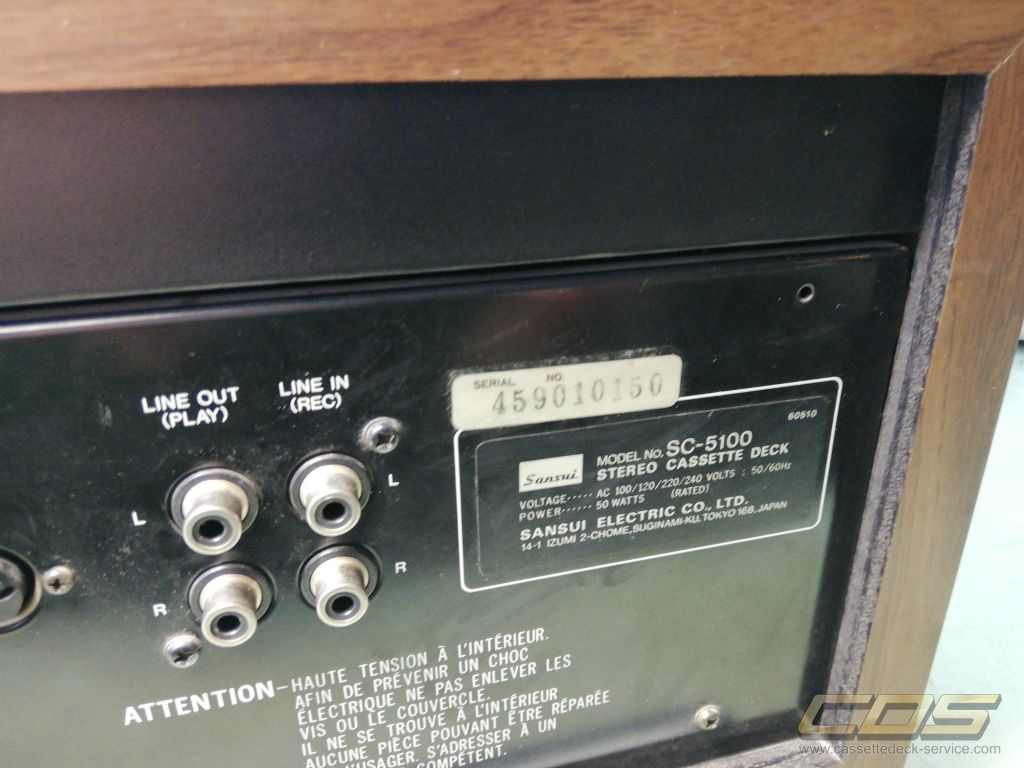 LINE OUT
(PLAY)
LINE IN
(REC)
L
L
R
R
SERIAL NO.
459010150
60510
Sansui
MODEL NO. SC-5100
STEREO CASSETTE DECK
VOLTAGE····· AC 100/120/220/240 VOLTS : 50/60Hz
POWER······ 50 WATTS (RATED)
SANSUI ELECTRIC CO., LTD.
14-1 IZUMI 2-CHOME, SUGINAMI-KU, TOKYO 168, JAPAN
ATTENTION–HAUTE TENSION À L'INTÉRIEUR.
AFIN DE PRÉVENIR UN CHOC
ÉLECTRIQUE NE PAS ENLEVER LES
VIS OU LE COUVERCLE.
IL NE SE TROUVE À L'INTÉRIEUR
AUCUNE PIÈCE POUVANT ÊTRE RÉPARÉE
L'USAGER. S'ADRESSER À UN
COMPÉTENT.
CDS
www.cassettedeck-service.com